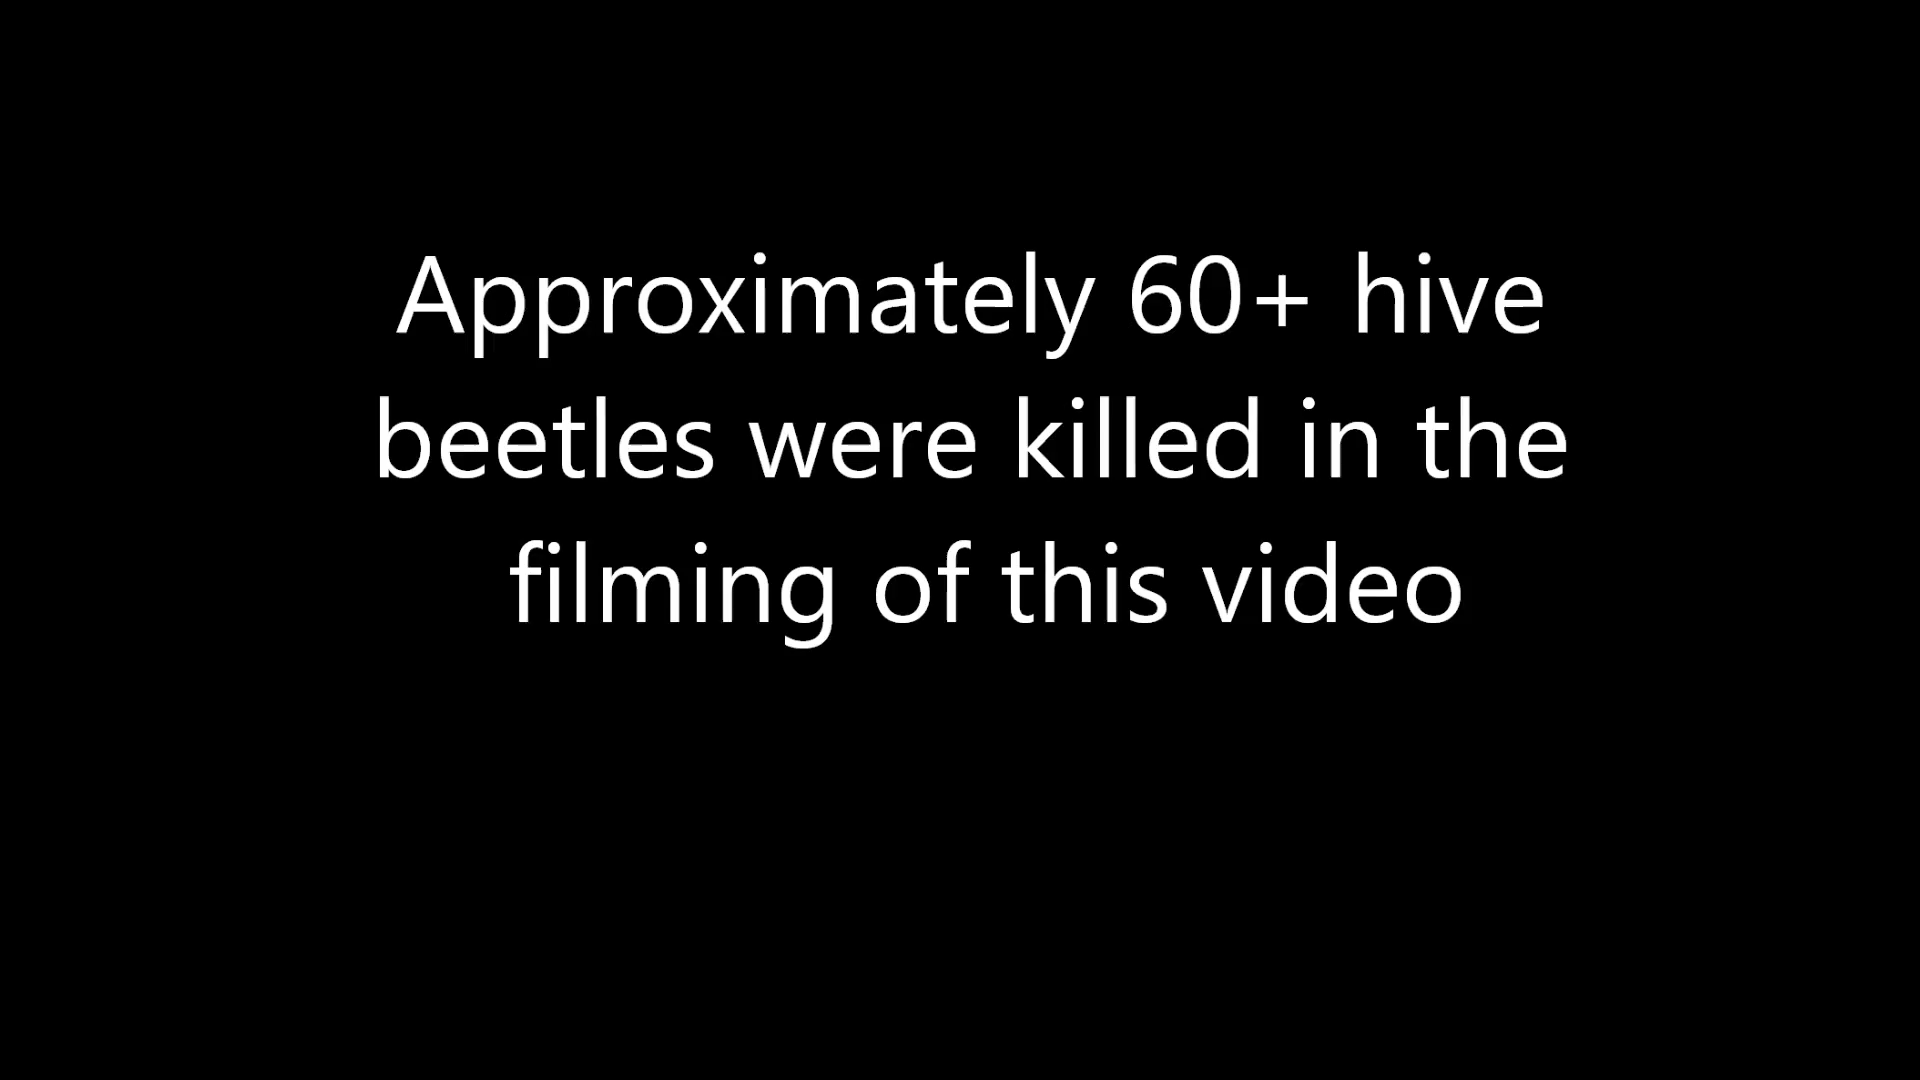 Approximately 60+ hive
beetles were killed in the
filming of this video